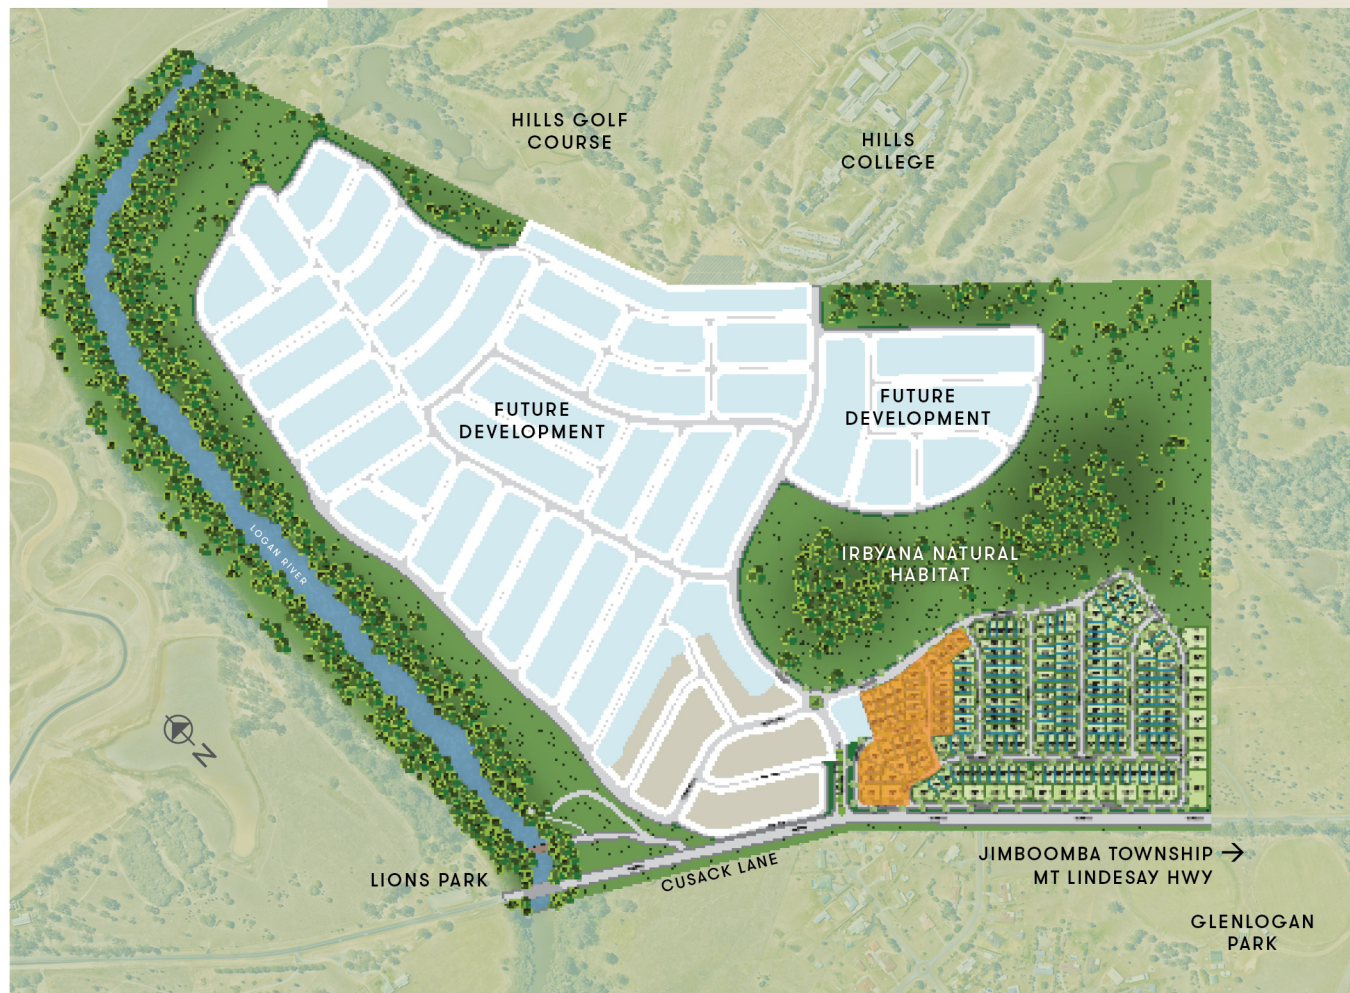 HILLS GOLF
COURSE
HILLS
COLLEGE
FUTURE
DEVELOPMENT
FUTURE
DEVELOPMENT
LOGAN RIVER
IRBYANA NATURAL
HABITAT
N
LIONS PARK
CUSACK LANE
JIMBOOMBA TOWNSHIP →
MT LINDESAY HWY
GLENLOGAN
PARK